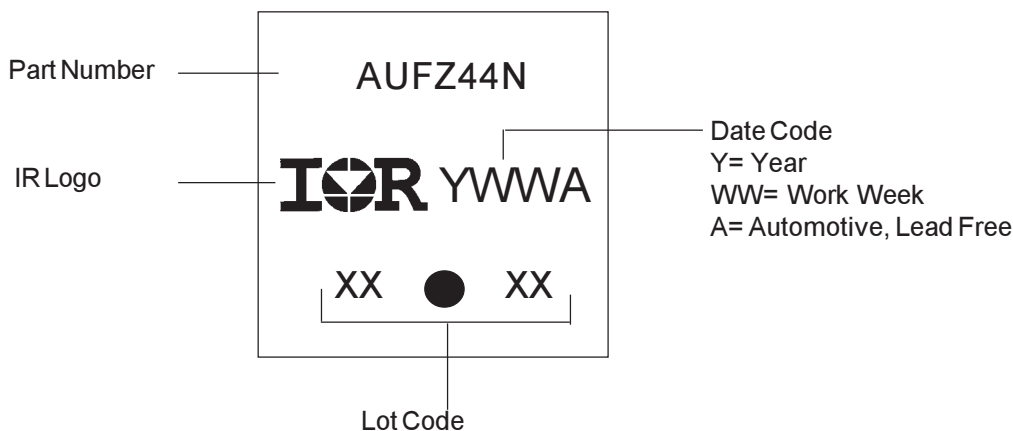 Part Number
AUFZ44N
IR Logo
IOR YWWA
Date Code
Y= Year
WW= Work Week
A= Automotive, Lead Free
XX XX
Lot Code